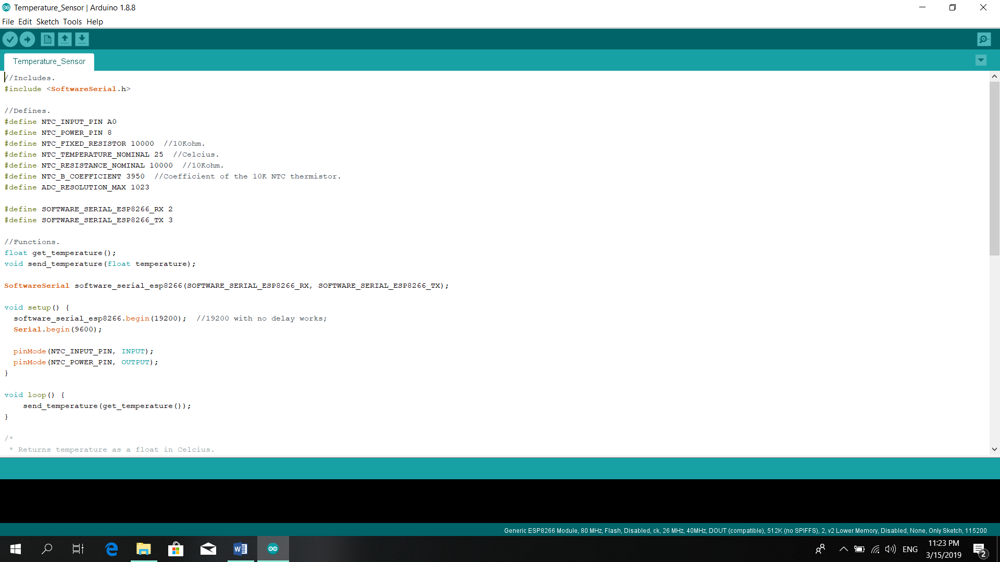 Temperature_Sensor | Arduino 1.8.8
File Edit Sketch Tools Help
Temperature_Sensor
//Includes.
#include <SoftwareSerial.h>
//Defines.
#define NTC_INPUT_PIN A0
#define NTC_POWER_PIN 8
#define NTC_FIXED_RESISTOR 10000  //10Kohm.
#define NTC_TEMPERATURE_NOMINAL 25  //Celcius.
#define NTC_RESISTANCE_NOMINAL 10000  //10Kohm.
#define NTC_B_COEFFICIENT 3950  //Coefficient of the 10K NTC thermistor.
#define ADC_RESOLUTION_MAX 1023
#define SOFTWARE_SERIAL_ESP8266_RX 2
#define SOFTWARE_SERIAL_ESP8266_TX 3
//Functions.
float get_temperature();
void send_temperature(float temperature);
SoftwareSerial software_serial_esp8266(SOFTWARE_SERIAL_ESP8266_RX, SOFTWARE_SERIAL_ESP8266_TX);
void setup() {
  software_serial_esp8266.begin(19200);  //19200 with no delay works;
  Serial.begin(9600);
  pinMode(NTC_INPUT_PIN, INPUT);
  pinMode(NTC_POWER_PIN, OUTPUT);
}
void loop() {
    send_temperature(get_temperature());
}
/*
 * Returns temperature as a float in Celcius.
Generic ESP8266 Module, 80 MHz, Flash, Disabled, ck, 26 MHz, 40MHz, DOUT (compatible), 512K (no SPIFFS), 2, v2 Lower Memory, Disabled, None, Only Sketch, 115200
ENG
11:23 PM
3/15/2019
2